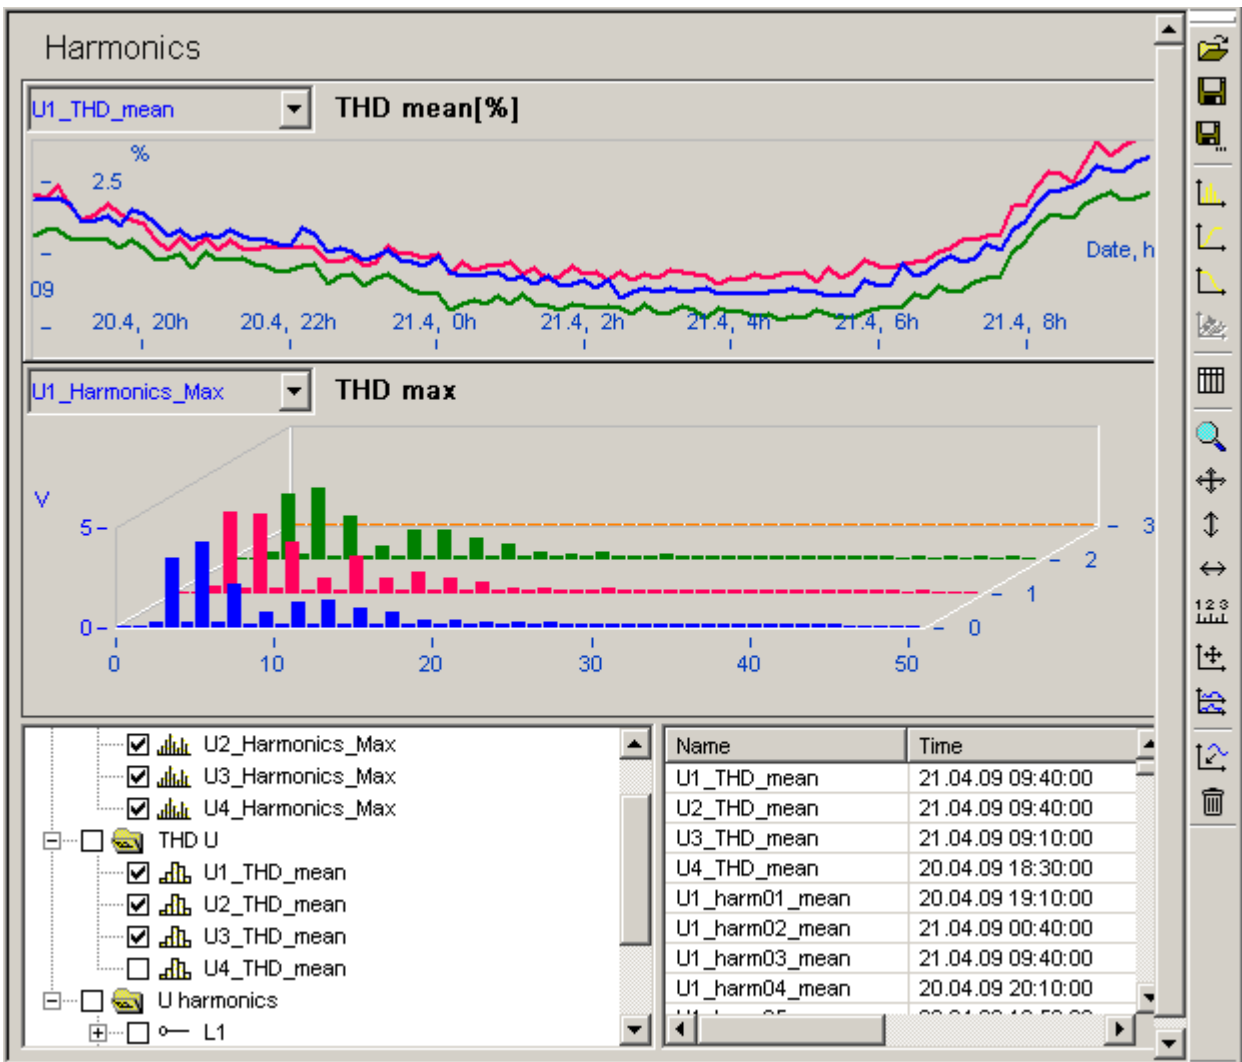 Harmonics
U1_THD_mean THD mean[%]
%
2.5
Date, h
09
20.4, 20h 20.4, 22h 21.4, 0h 21.4, 2h 21.4, 4h 21.4, 6h 21.4, 8h
U1_Harmonics_Max THD max
V
5
3
2
1
0 0
0 10 20 30 40 50
1 2 3
U2_Harmonics_Max
U3_Harmonics_Max
U4_Harmonics_Max
THD U
U1_THD_mean
U2_THD_mean
U3_THD_mean
U4_THD_mean
U harmonics
L1
Name Time
U1_THD_mean 21.04.09 09:40:00
U2_THD_mean 21.04.09 09:40:00
U3_THD_mean 21.04.09 09:10:00
U4_THD_mean 20.04.09 18:30:00
U1_harm01_mean 20.04.09 19:10:00
U1_harm02_mean 21.04.09 00:40:00
U1_harm03_mean 21.04.09 09:40:00
U1_harm04_mean 20.04.09 20:10:00